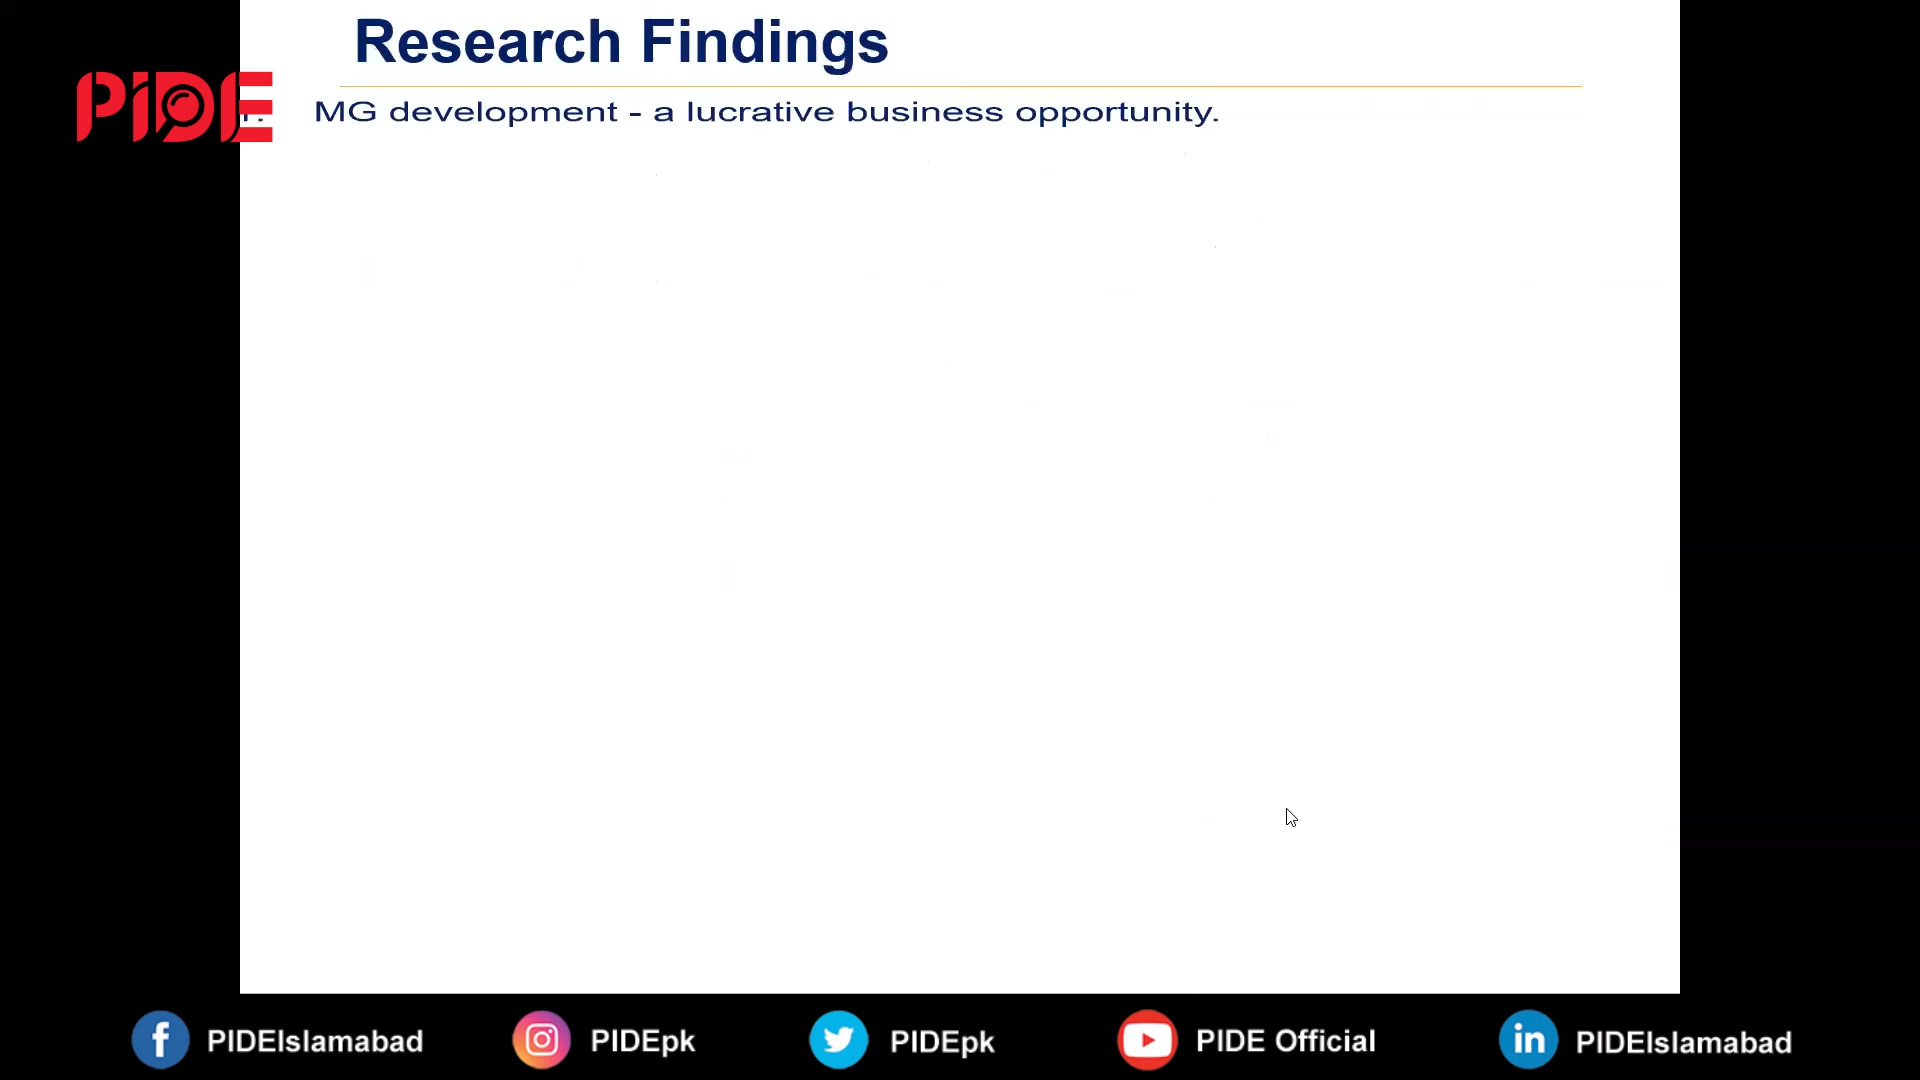 Research Findings
PIDE
MG development - a lucrative business opportunity.
PIDEIslamabad
PIDEpk
PIDEpk
PIDE Official
PIDEIslamabad